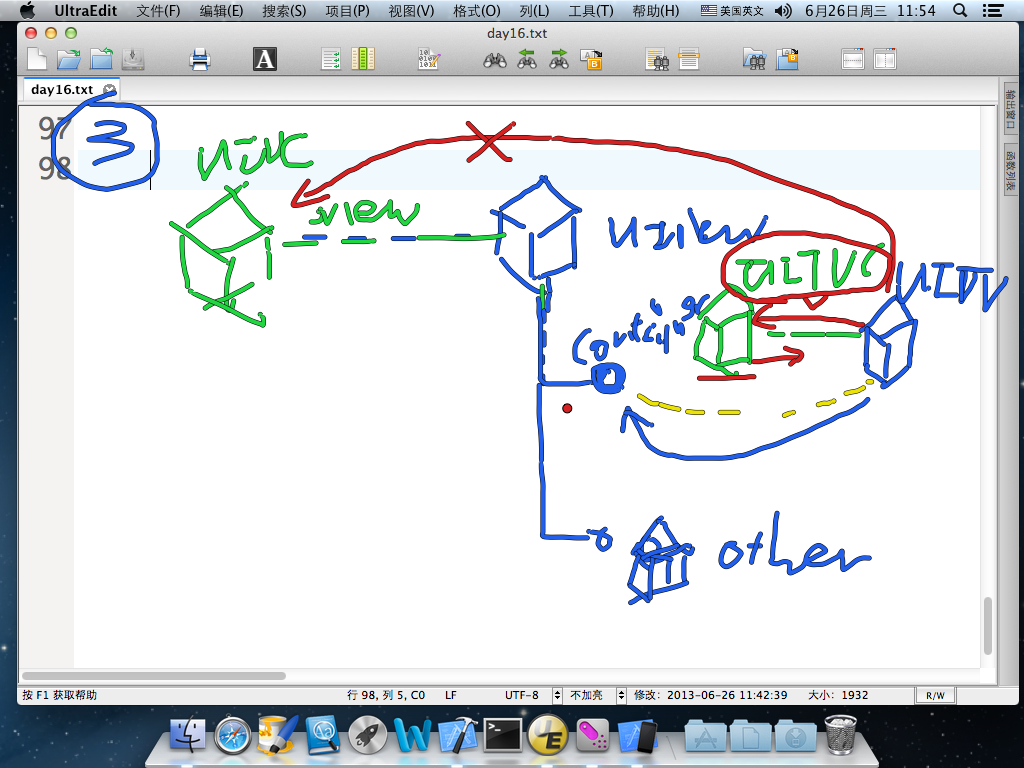 UltraEdit 文件(F) 编辑(E) 搜索(S) 项目(P) 视图(V) 格式(O) 列(L) 工具(T) 帮助(H) 美国英文 6月26日周三 11:54
day16.txt
day16.txt
97
98
3
view
UIView
container
other
输出窗口
函数列表
按 F1 获取帮助 行 98, 列 5, C0 LF UTF-8 不加亮 修改: 2013-06-26 11:42:39 大小: 1932 R/W